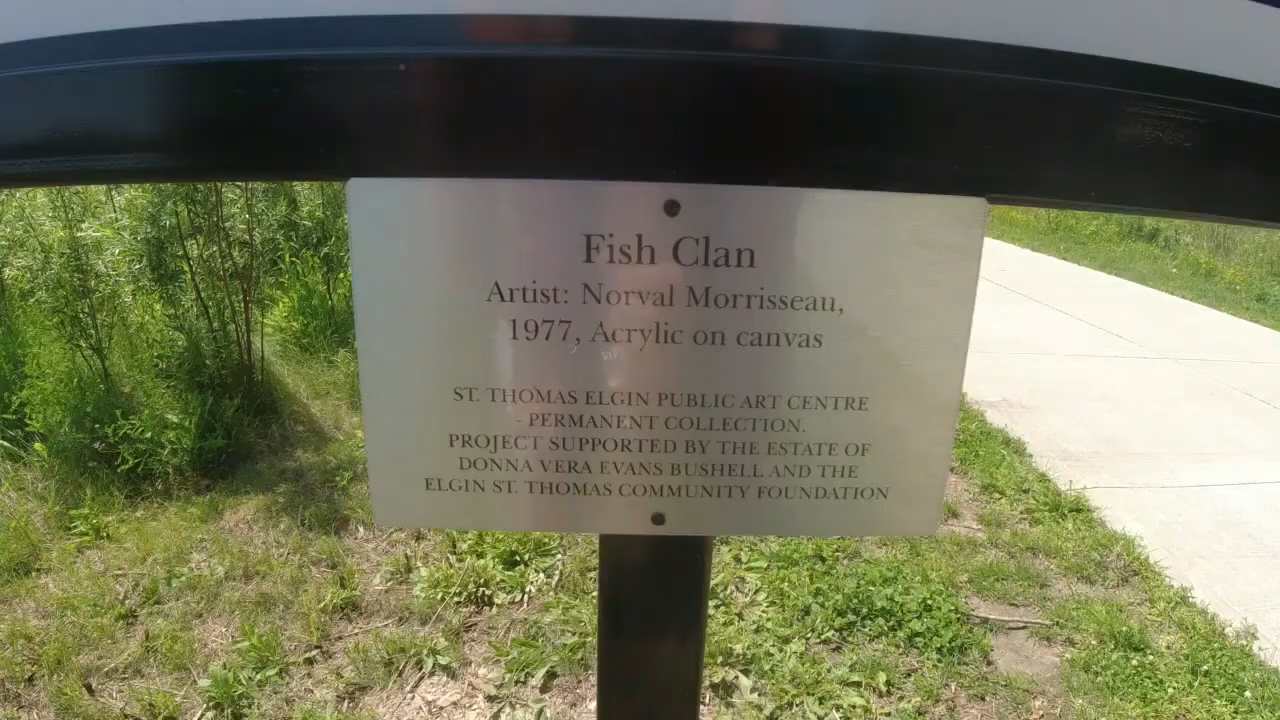 Fish Clan
Artist: Norval Morrisseau,
1977, Acrylic on canvas
ST. THOMAS ELGIN PUBLIC ART CENTRE
- PERMANENT COLLECTION.
PROJECT SUPPORTED BY THE ESTATE OF
DONNA VERA EVANS BUSHELL AND THE
ELGIN ST. THOMAS COMMUNITY FOUNDATION